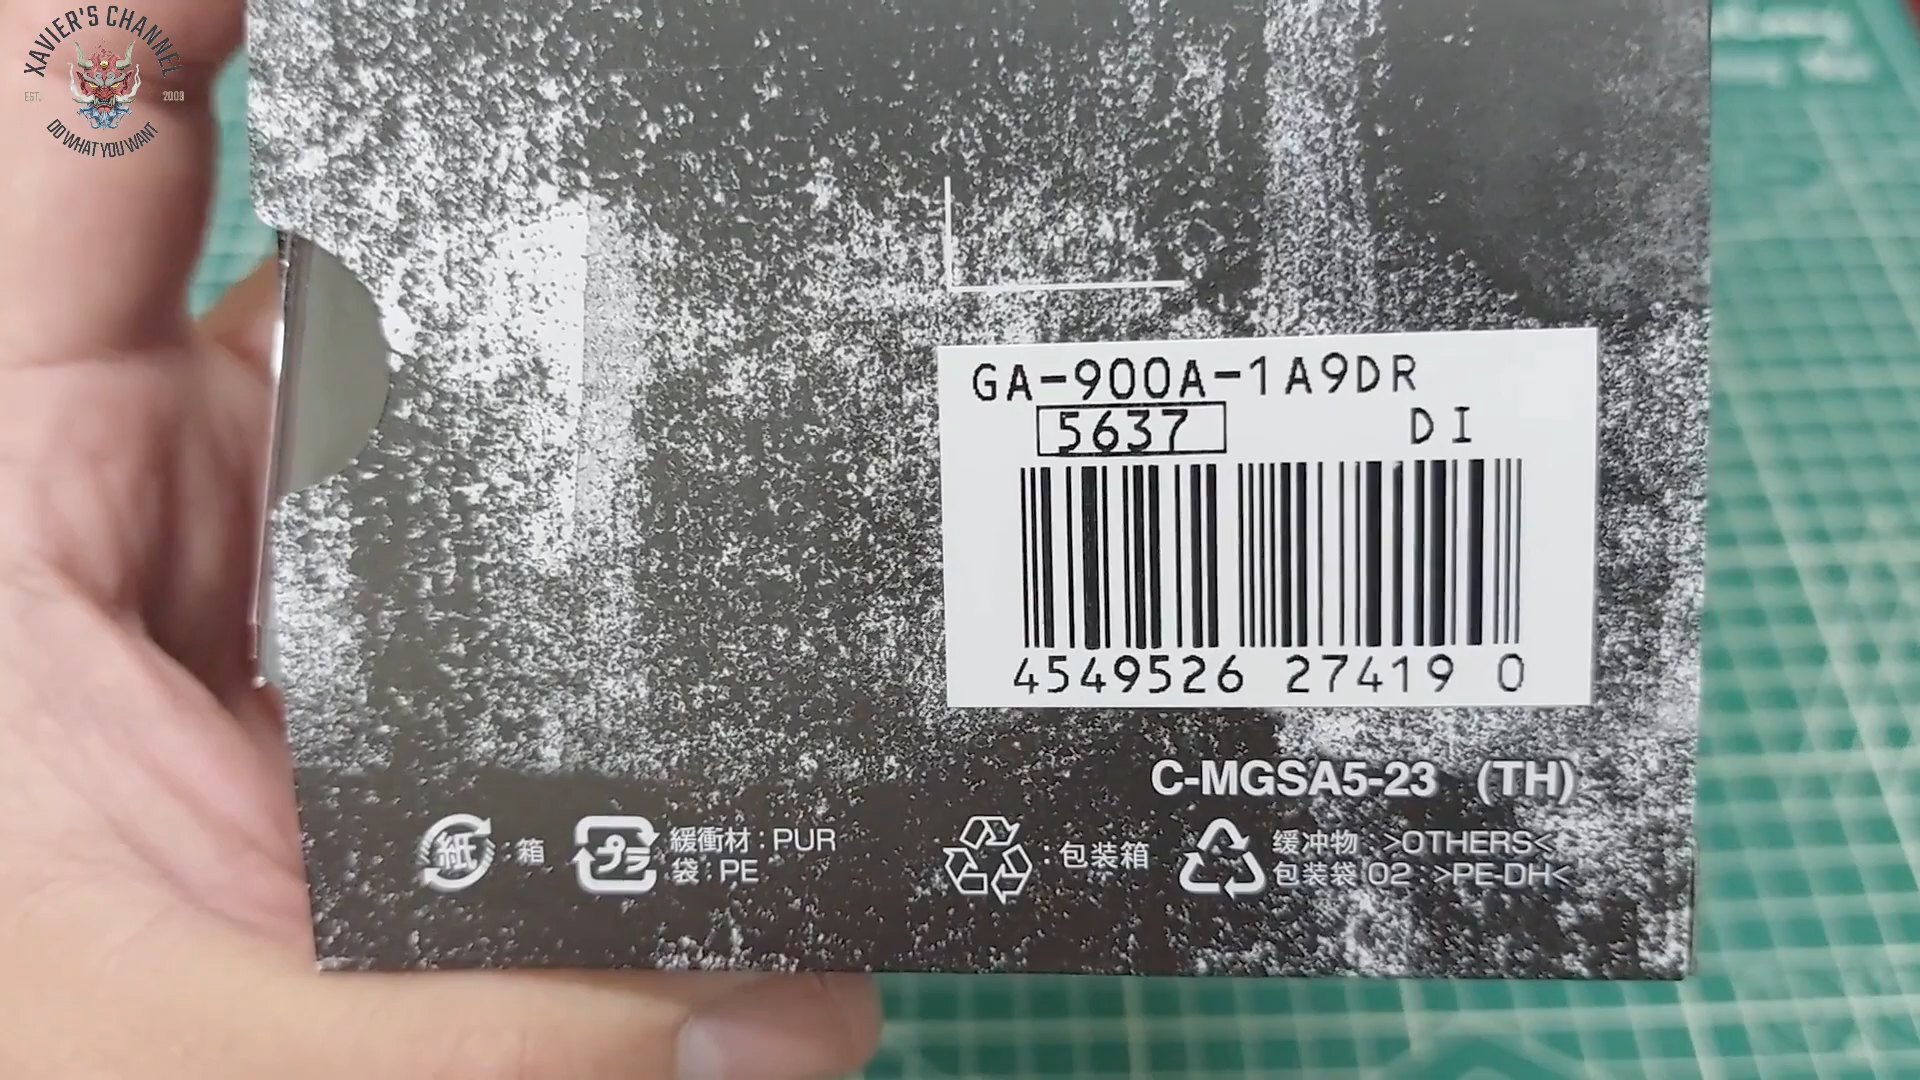 XAVIER'S CHANNEL
EST. 2009
DO WHAT YOU WANT
GA-900A-1A9DR
5637 DI
4549526 27419 0
C-MGSA5-23 (TH)
紙 : 箱
プラ 緩衝材 : PUR
袋 : PE
: 包装箱
缓冲物 : >OTHERS<
包装袋 02 : >PE-DH<